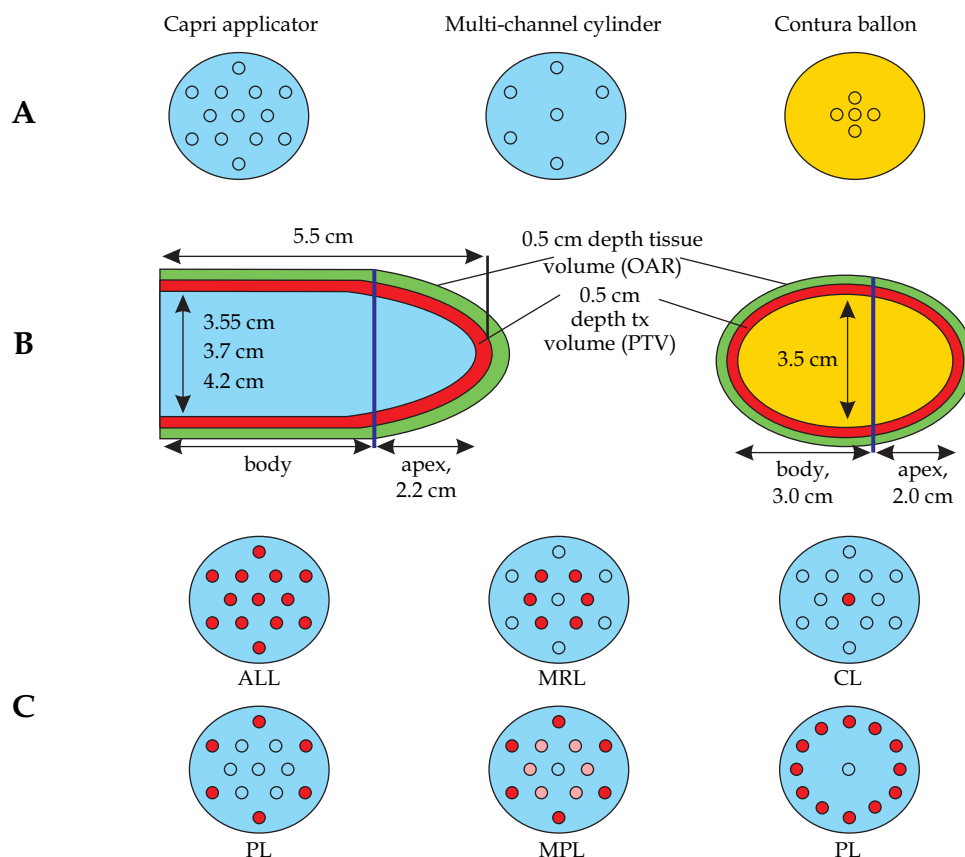 Capri applicator
Multi-channel cylinder
Contura ballon
A
5.5 cm
0.5 cm depth tissue
volume (OAR)
0.5 cm
depth tx
volume (PTV)
B
3.55 cm
3.7 cm
4.2 cm
3.5 cm
body
apex,
2.2 cm
body,
3.0 cm
apex,
2.0 cm
C
ALL
MRL
CL
PL
MPL
PL